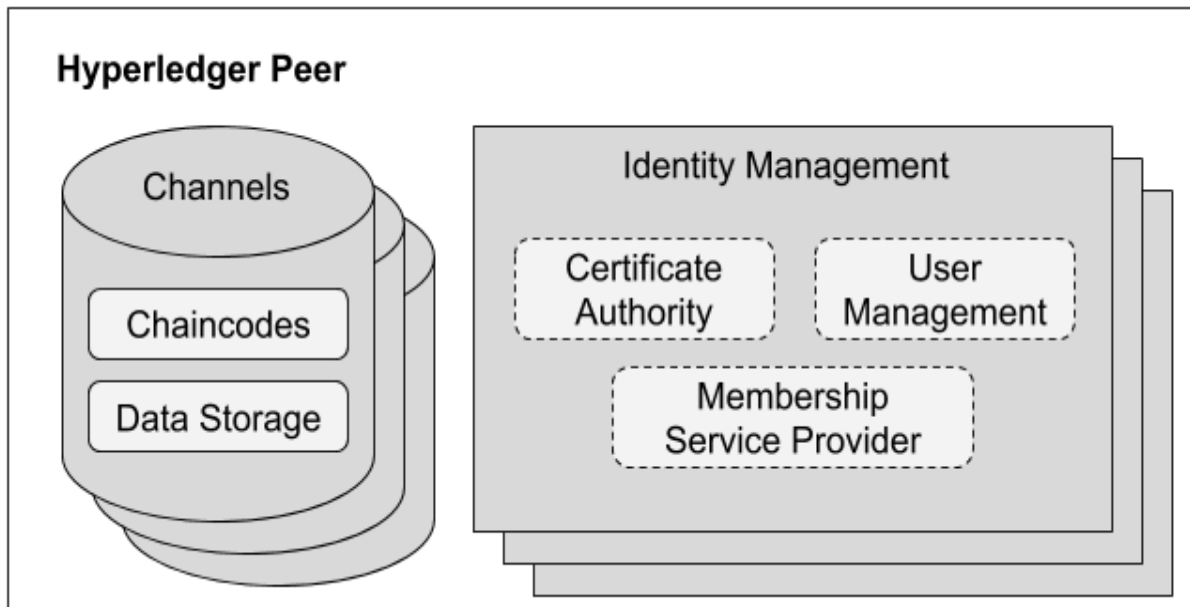 Hyperledger Peer
Channels
Chaincodes
Data Storage
Identity Management
Certificate
Authority
User
Management
Membership
Service Provider